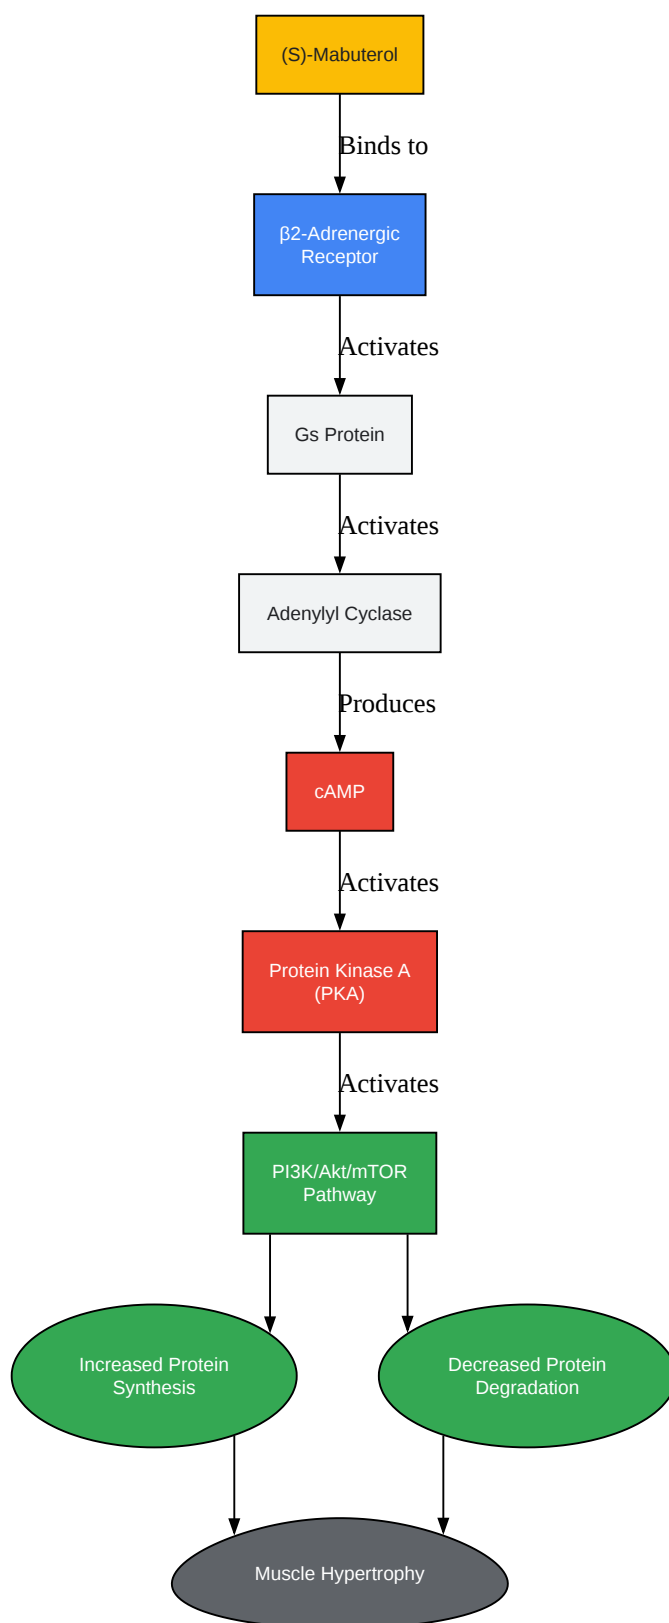 (S)-Mabuterol
Binds to
β2-Adrenergic
Receptor
Activates
Gs Protein
Activates
Adenylyl Cyclase
Produces
cAMP
Activates
Protein Kinase A
(PKA)
Activates
PI3K/Akt/mTOR
Pathway
Increased Protein
Synthesis
Decreased Protein
Degradation
Muscle Hypertrophy